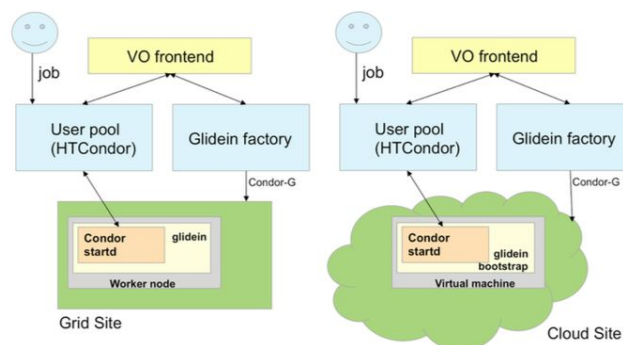 VO frontend
job
User pool
(HTCondor)
Glidein factory
Condor-G
Condor
startd
glidein
Worker node
Grid Site
VO frontend
job
User pool
(HTCondor)
Glidein factory
Condor-G
Condor
startd
glidein
bootstrap
Virtual machine
Cloud Site